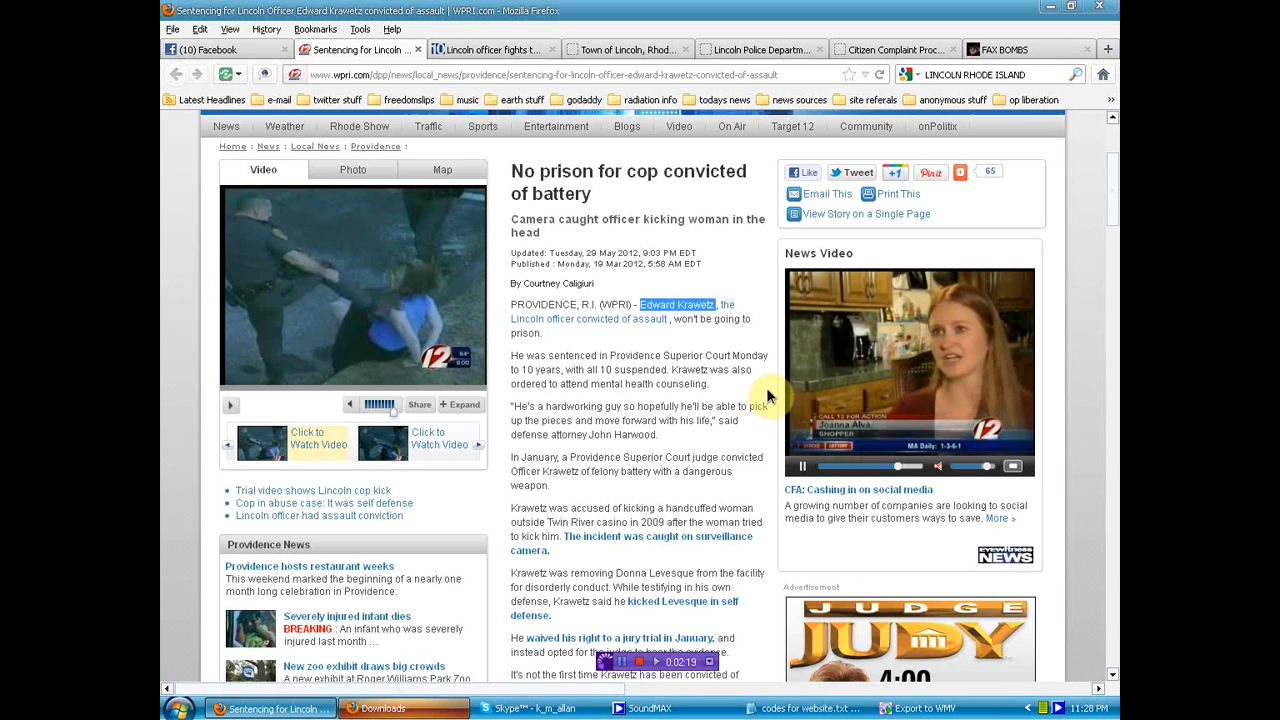 Sentencing for Lincoln Officer Edward Krawetz convicted of assault | WPRI.com - Mozilla Firefox
File Edit View History Bookmarks Tools Help
(10) Facebook
Sentencing for Lincoln ...
Lincoln officer fights t...
Town of Lincoln, Rhod...
Lincoln Police Departm...
Citizen Complaint Proc...
FAX BOMBS
www.wpri.com/dpp/news/local_news/providence/sentencing-for-lincoln-officer-edward-krawetz-convicted-of-assault
LINCOLN RHODE ISLAND
Latest Headlines e-mail twitter stuff freedomslips music earth stuff godaddy radiation info todays news news sources site referals anonymous stuff op liberation »
News Weather Rhode Show Traffic Sports Entertainment Blogs Video On Air Target 12 Community onPolitix
Home : News : Local News : Providence :
Video Photo Map
12
Share + Expand
Click to
Watch Video
Click to
Watch Video
Trial video shows Lincoln cop kick
Cop in abuse case: It was self defense
Lincoln officer had assault conviction
Providence News
Providence hosts restaurant weeks
This weekend marked the beginning of a nearly one
month long celebration in Providence.
Severely injured infant dies
BREAKING : An infant who was severely
injured last month ...
New zoo exhibit draws big crowds
A new exhibit at Roger Williams Park Zoo
No prison for cop convicted
of battery
Camera caught officer kicking woman in the
head
Updated: Tuesday, 29 May 2012, 9:03 PM EDT
Published : Monday, 19 Mar 2012, 5:58 AM EDT
By Courtney Caligiuri
PROVIDENCE, R.I. (WPRI) - Edward Krawetz, the
Lincoln officer convicted of assault , won't be going to
prison.
He was sentenced in Providence Superior Court Monday
to 10 years, with all 10 suspended. Krawetz was also
ordered to attend mental health counseling.
"He's a hardworking guy so hopefully he'll be able to pick
up the pieces and move forward with his life," said
defense attorney John Harwood.
In January, a Providence Superior Court judge convicted
Officer Krawetz of felony battery with a dangerous
weapon.
Krawetz was accused of kicking a handcuffed woman
outside Twin River casino in 2009 after the woman tried
to kick him. The incident was caught on surveillance
camera.
Krawetz was removing Donna Levesque from the facility
for disorderly conduct. While testifying in his own
defense, Krawetz said he kicked Levesque in self
defense.
He waived his right to a jury trial in January, and
instead opted for the judge to hear the evidence.
It's not the first time Krawetz has been convicted of
Like Tweet +1 Pin it 65
Email This Print This
View Story on a Single Page
News Video
CALL 12 FOR ACTION
Joanna Alva
SHOPPER
LOTTERY MA Daily: 1-3-6-1
12
CFA: Cashing in on social media
A growing number of companies are looking to social
media to give their customers ways to save. More »
EYEWITNESS
NEWS
Advertisement
JUDGE
JUDY
4:00
0:02:19
Sentencing for Lincoln ... Downloads Skype™ - k_m_allan SoundMAX codes for website.txt ... Export to WMV 11:28 PM